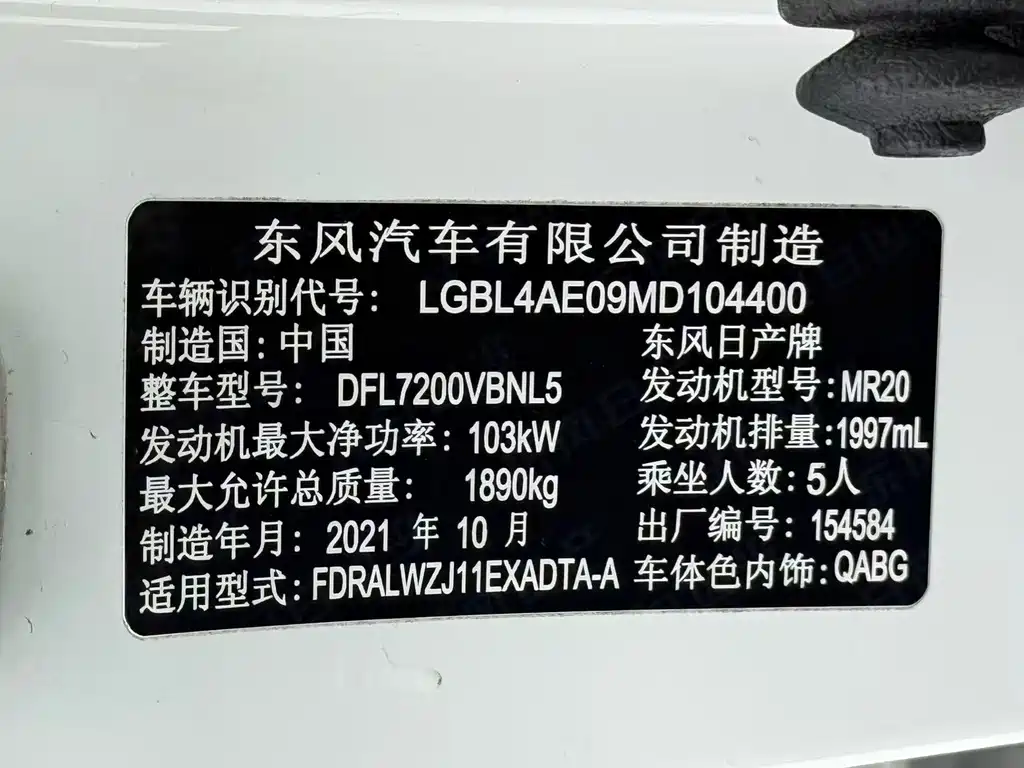 东风汽车有限公司制造
车辆识别代号: LGBL4AE09MD104400
制造国:中国 东风日产牌
整车型号: DFL7200VBNL5 发动机型号:MR20
发动机最大净功率: 103kW 发动机排量:1997mL
最大允许总质量: 1890kg 乘坐人数:5人
制造年月: 2021 年 10 月 出厂编号: 154584
适用型式:FDRALWZJ11EXADTA-A 车体色内饰:QABG